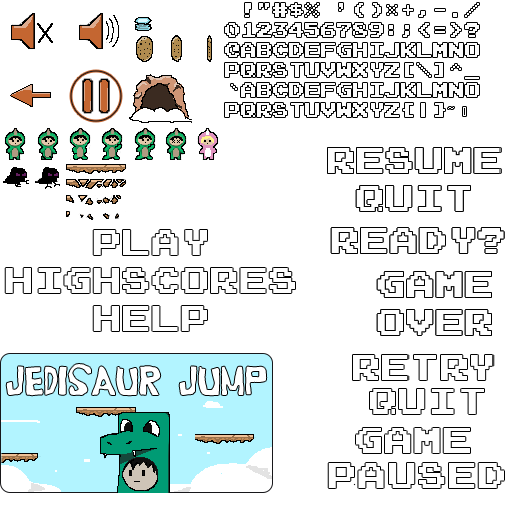 !"#$% '()×+,-./
0123456789:;<=>?
@ABCDEFGHIJKLMNO
PQRSTUVWXYZ[\]^_
`ABCDEFGHIJKLMNO
PQRSTUVWXYZ{|}~
RESUME
QUIT
READY?
PLAY
HIGHSCORES
HELP
GAME
OVER
JEDISAUR JUMP
RETRY
QUIT
GAME
PAUSED